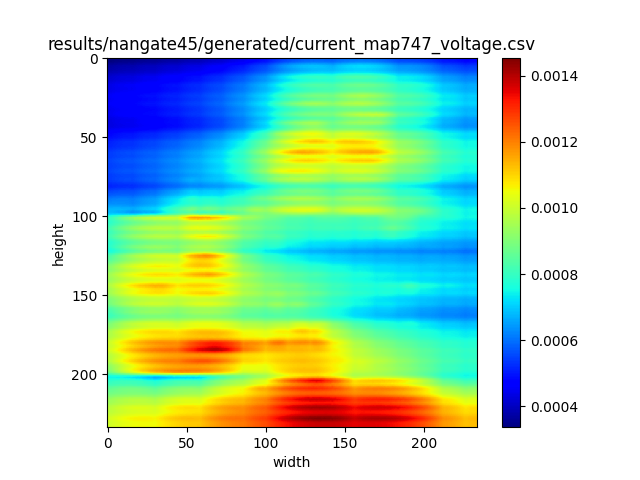 results/nangate45/generated/current_map747_voltage.csv
0
50
100
150
200
height
0 50 100 150 200
width
0.0014
0.0012
0.0010
0.0008
0.0006
0.0004